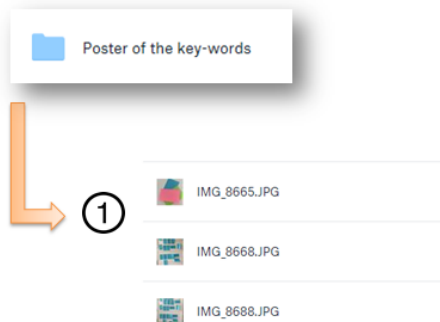 Poster of the key-words
1
IMG_8665.JPG
IMG_8668.JPG
IMG_8688.JPG